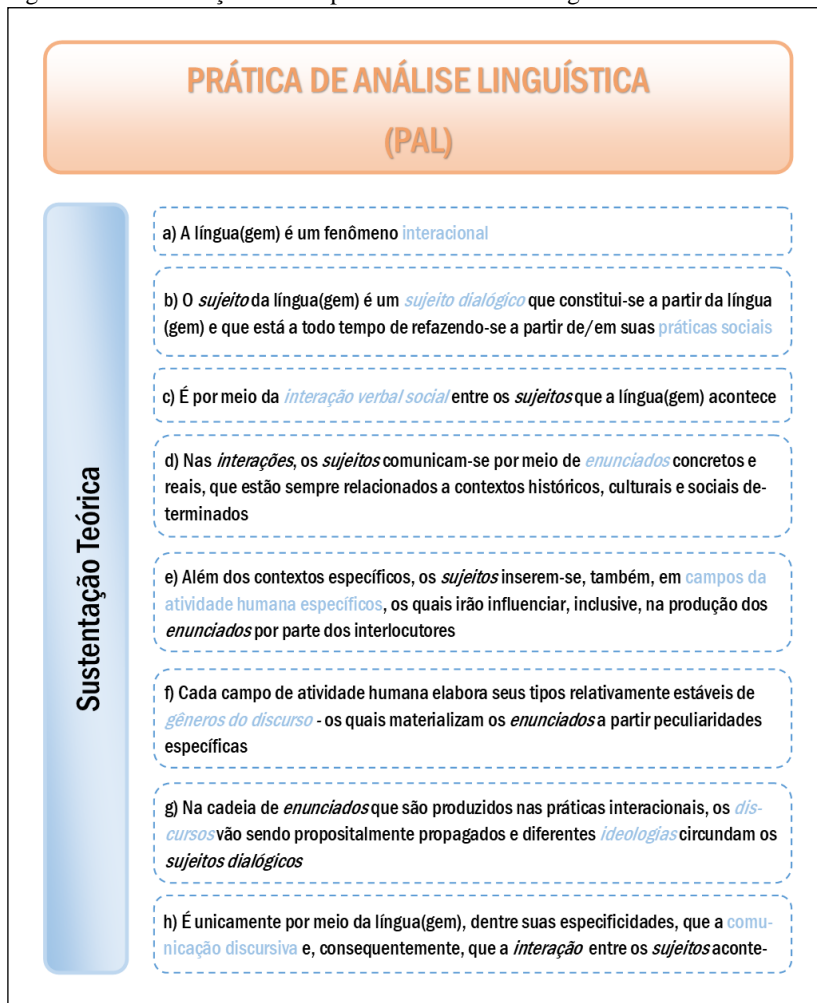 PRÁTICA DE ANÁLISE LINGUÍSTICA
(PAL)
Sustentação Teórica
a) A língua(gem) é um fenômeno interacional
b) O sujeito da língua(gem) é um sujeito dialógico que constitui-se a partir da língua
(gem) e que está a todo tempo de refazendo-se a partir de/em suas práticas sociais
c) É por meio da interação verbal social entre os sujeitos que a língua(gem) acontece
d) Nas interações, os sujeitos comunicam-se por meio de enunciados concretos e
reais, que estão sempre relacionados a contextos históricos, culturais e sociais de-
terminados
e) Além dos contextos específicos, os sujeitos inserem-se, também, em campos da
atividade humana específicos, os quais irão influenciar, inclusive, na produção dos
enunciados por parte dos interlocutores
f) Cada campo de atividade humana elabora seus tipos relativamente estáveis de
gêneros do discurso - os quais materializam os enunciados a partir peculiaridades
específicas
g) Na cadeia de enunciados que são produzidos nas práticas interacionais, os dis-
cursos vão sendo propositalmente propagados e diferentes ideologias circundam os
sujeitos dialógicos
h) É unicamente por meio da língua(gem), dentre suas especificidades, que a comu-
nicação discursiva e, consequentemente, que a interação entre os sujeitos aconte-